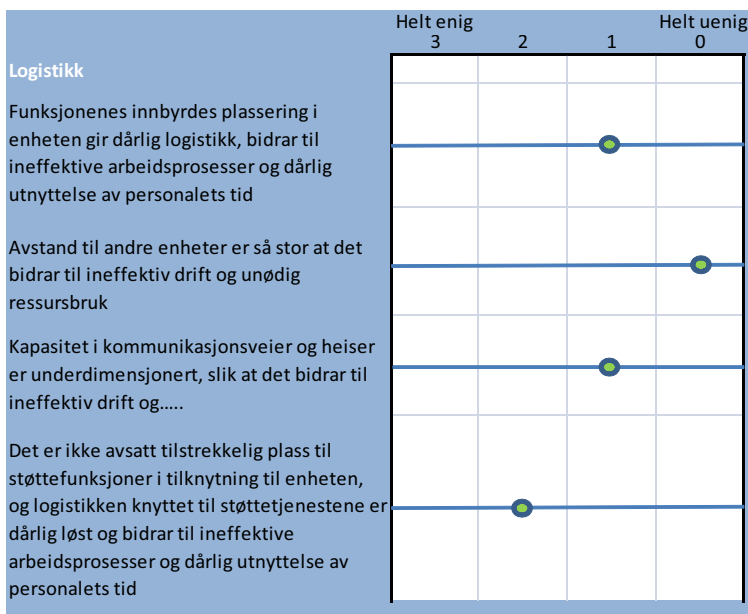 Helt enig Helt uenig
3 2 1 0
Logistikk
Funksjonenes innbyrdes plassering i
enheten gir dårlig logistikk, bidrar til
ineffektive arbeidsprosesser og dårlig
utnyttelse av personalets tid
Avstand til andre enheter er så stor at det
bidrar til ineffektiv drift og unødig
ressursbruk
Kapasitet i kommunikasjonsveier og heiser
er underdimensjonert, slik at det bidrar til
ineffektiv drift og…..
Det er ikke avsatt tilstrekkelig plass til
støttefunksjoner i tilknytning til enheten,
og logistikken knyttet til støttetjenestene er
dårlig løst og bidrar til ineffektive
arbeidsprosesser og dårlig utnyttelse av
personalets tid